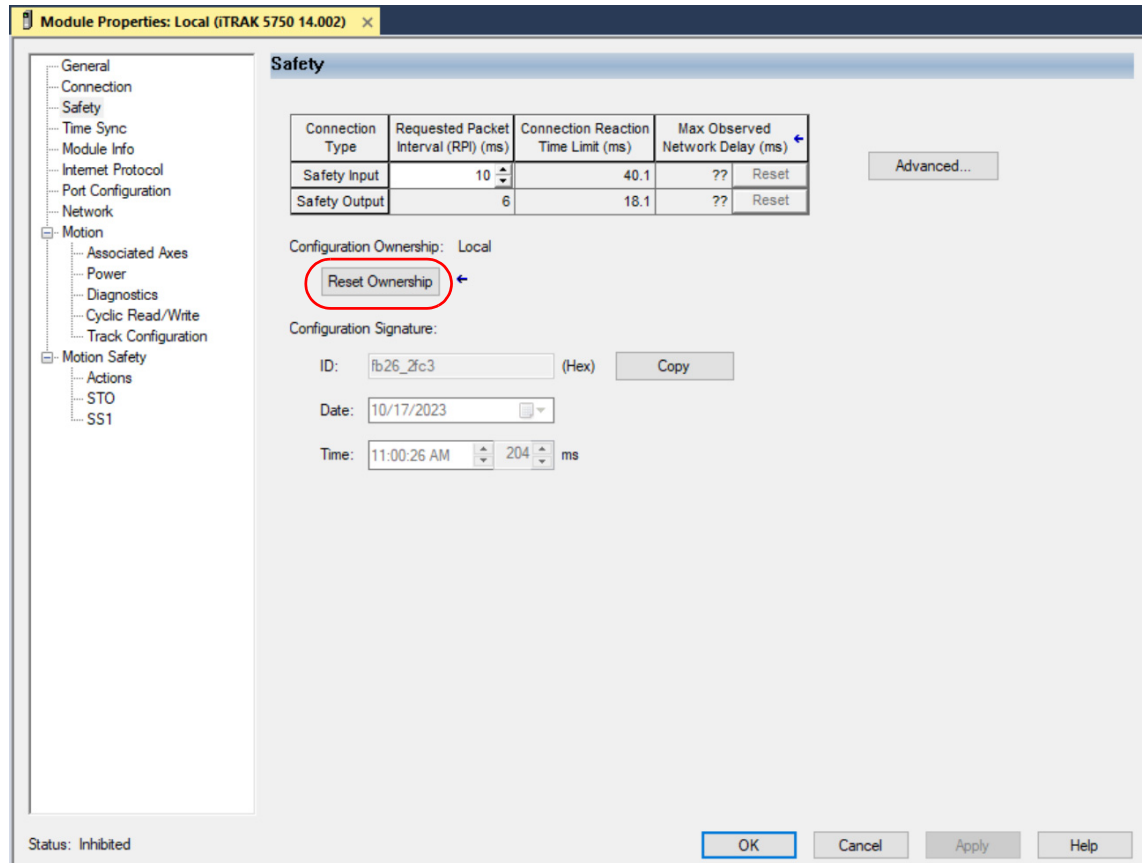 Module Properties: Local (iTRAK 5750 14.002) ×
General
Connection
Safety
Time Sync
Module Info
Internet Protocol
Port Configuration
Network
Motion
Associated Axes
Power
Diagnostics
Cyclic Read/Write
Track Configuration
Motion Safety
Actions
STO
SS1
Safety
Connection Type
Requested Packet Interval (RPI) (ms)
Connection Reaction Time Limit (ms)
Max Observed Network Delay (ms)
Safety Input 10 40.1 ?? Reset
Safety Output 6 18.1 ?? Reset
Advanced...
Configuration Ownership: Local
Reset Ownership
Configuration Signature:
ID: fb26_2fc3 (Hex) Copy
Date: 10/17/2023
Time: 11:00:26 AM 204 ms
Status: Inhibited
OK Cancel Apply Help